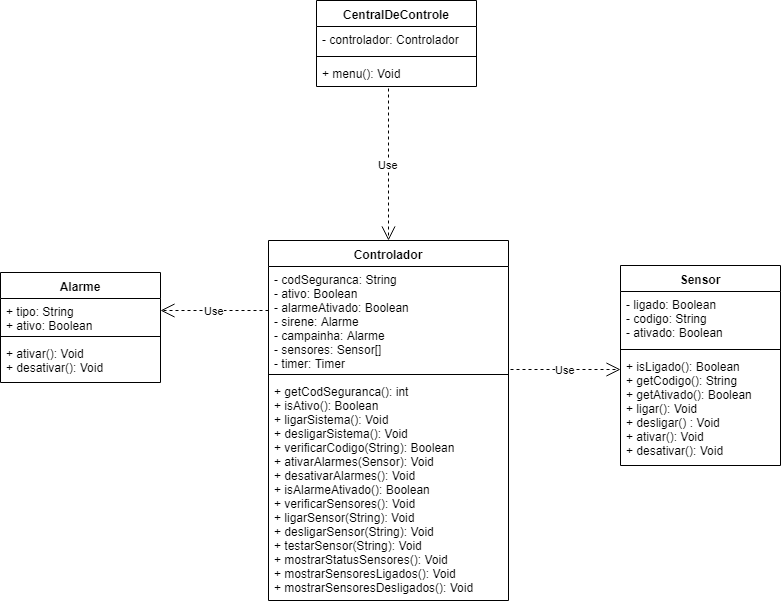 CentralDeControle
- controlador: Controlador
+ menu(): Void
Use
Controlador
- codSeguranca: String
- ativo: Boolean
- alarmeAtivado: Boolean
- sirene: Alarme
- campainha: Alarme
- sensores: Sensor[]
- timer: Timer
+ getCodSeguranca(): int
+ isAtivo(): Boolean
+ ligarSistema(): Void
+ desligarSistema(): Void
+ verificarCodigo(String): Boolean
+ ativarAlarmes(Sensor): Void
+ desativarAlarmes(): Void
+ isAlarmeAtivado(): Boolean
+ verificarSensores(): Void
+ ligarSensor(String): Void
+ desligarSensor(String): Void
+ testarSensor(String): Void
+ mostrarStatusSensores(): Void
+ mostrarSensoresLigados(): Void
+ mostrarSensoresDesligados(): Void
Use
Alarme
+ tipo: String
+ ativo: Boolean
+ ativar(): Void
+ desativar(): Void
Use
Sensor
- ligado: Boolean
- codigo: String
- ativado: Boolean
+ isLigado(): Boolean
+ getCodigo(): String
+ getAtivado(): Boolean
+ ligar(): Void
+ desligar() : Void
+ ativar(): Void
+ desativar(): Void